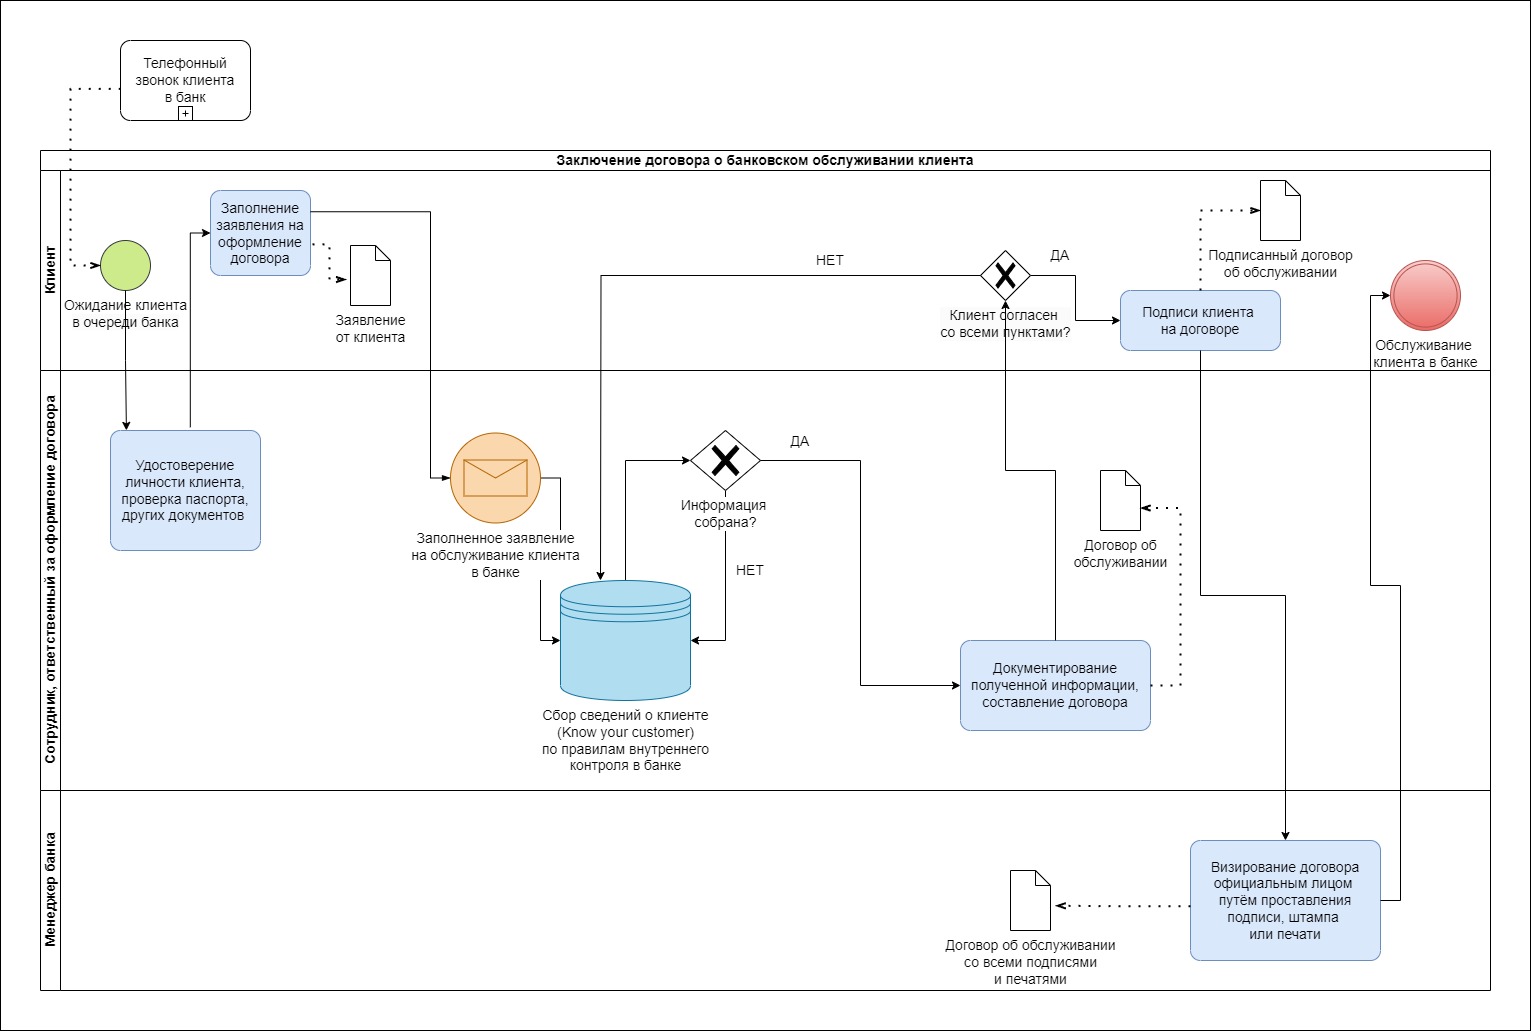 Телефонный
звонок клиента
в банк
Заключение договора о банковском обслуживании клиента
Клиент
Ожидание клиента
в очереди банка
Заполнение
заявления на
оформление
договора
Заявление
от клиента
НЕТ
ДА
Клиент согласен
со всеми пунктами?
Подписи клиента
на договоре
Подписанный договор
об обслуживании
Обслуживание
клиента в банке
Сотрудник, ответственный за оформление договора
Удостоверение
личности клиента,
проверка паспорта,
других документов
Заполненное заявление
на обслуживание клиента
в банке
ДА
Информация
собрана?
НЕТ
Сбор сведений о клиенте
(Know your customer)
по правилам внутреннего
контроля в банке
Договор об
обслуживании
Документирование
полученной информации,
составление договора
Менеджер банка
Договор об обслуживании
со всеми подписями
и печатями
Визирование договора
официальным лицом
путём проставления
подписи, штампа
или печати